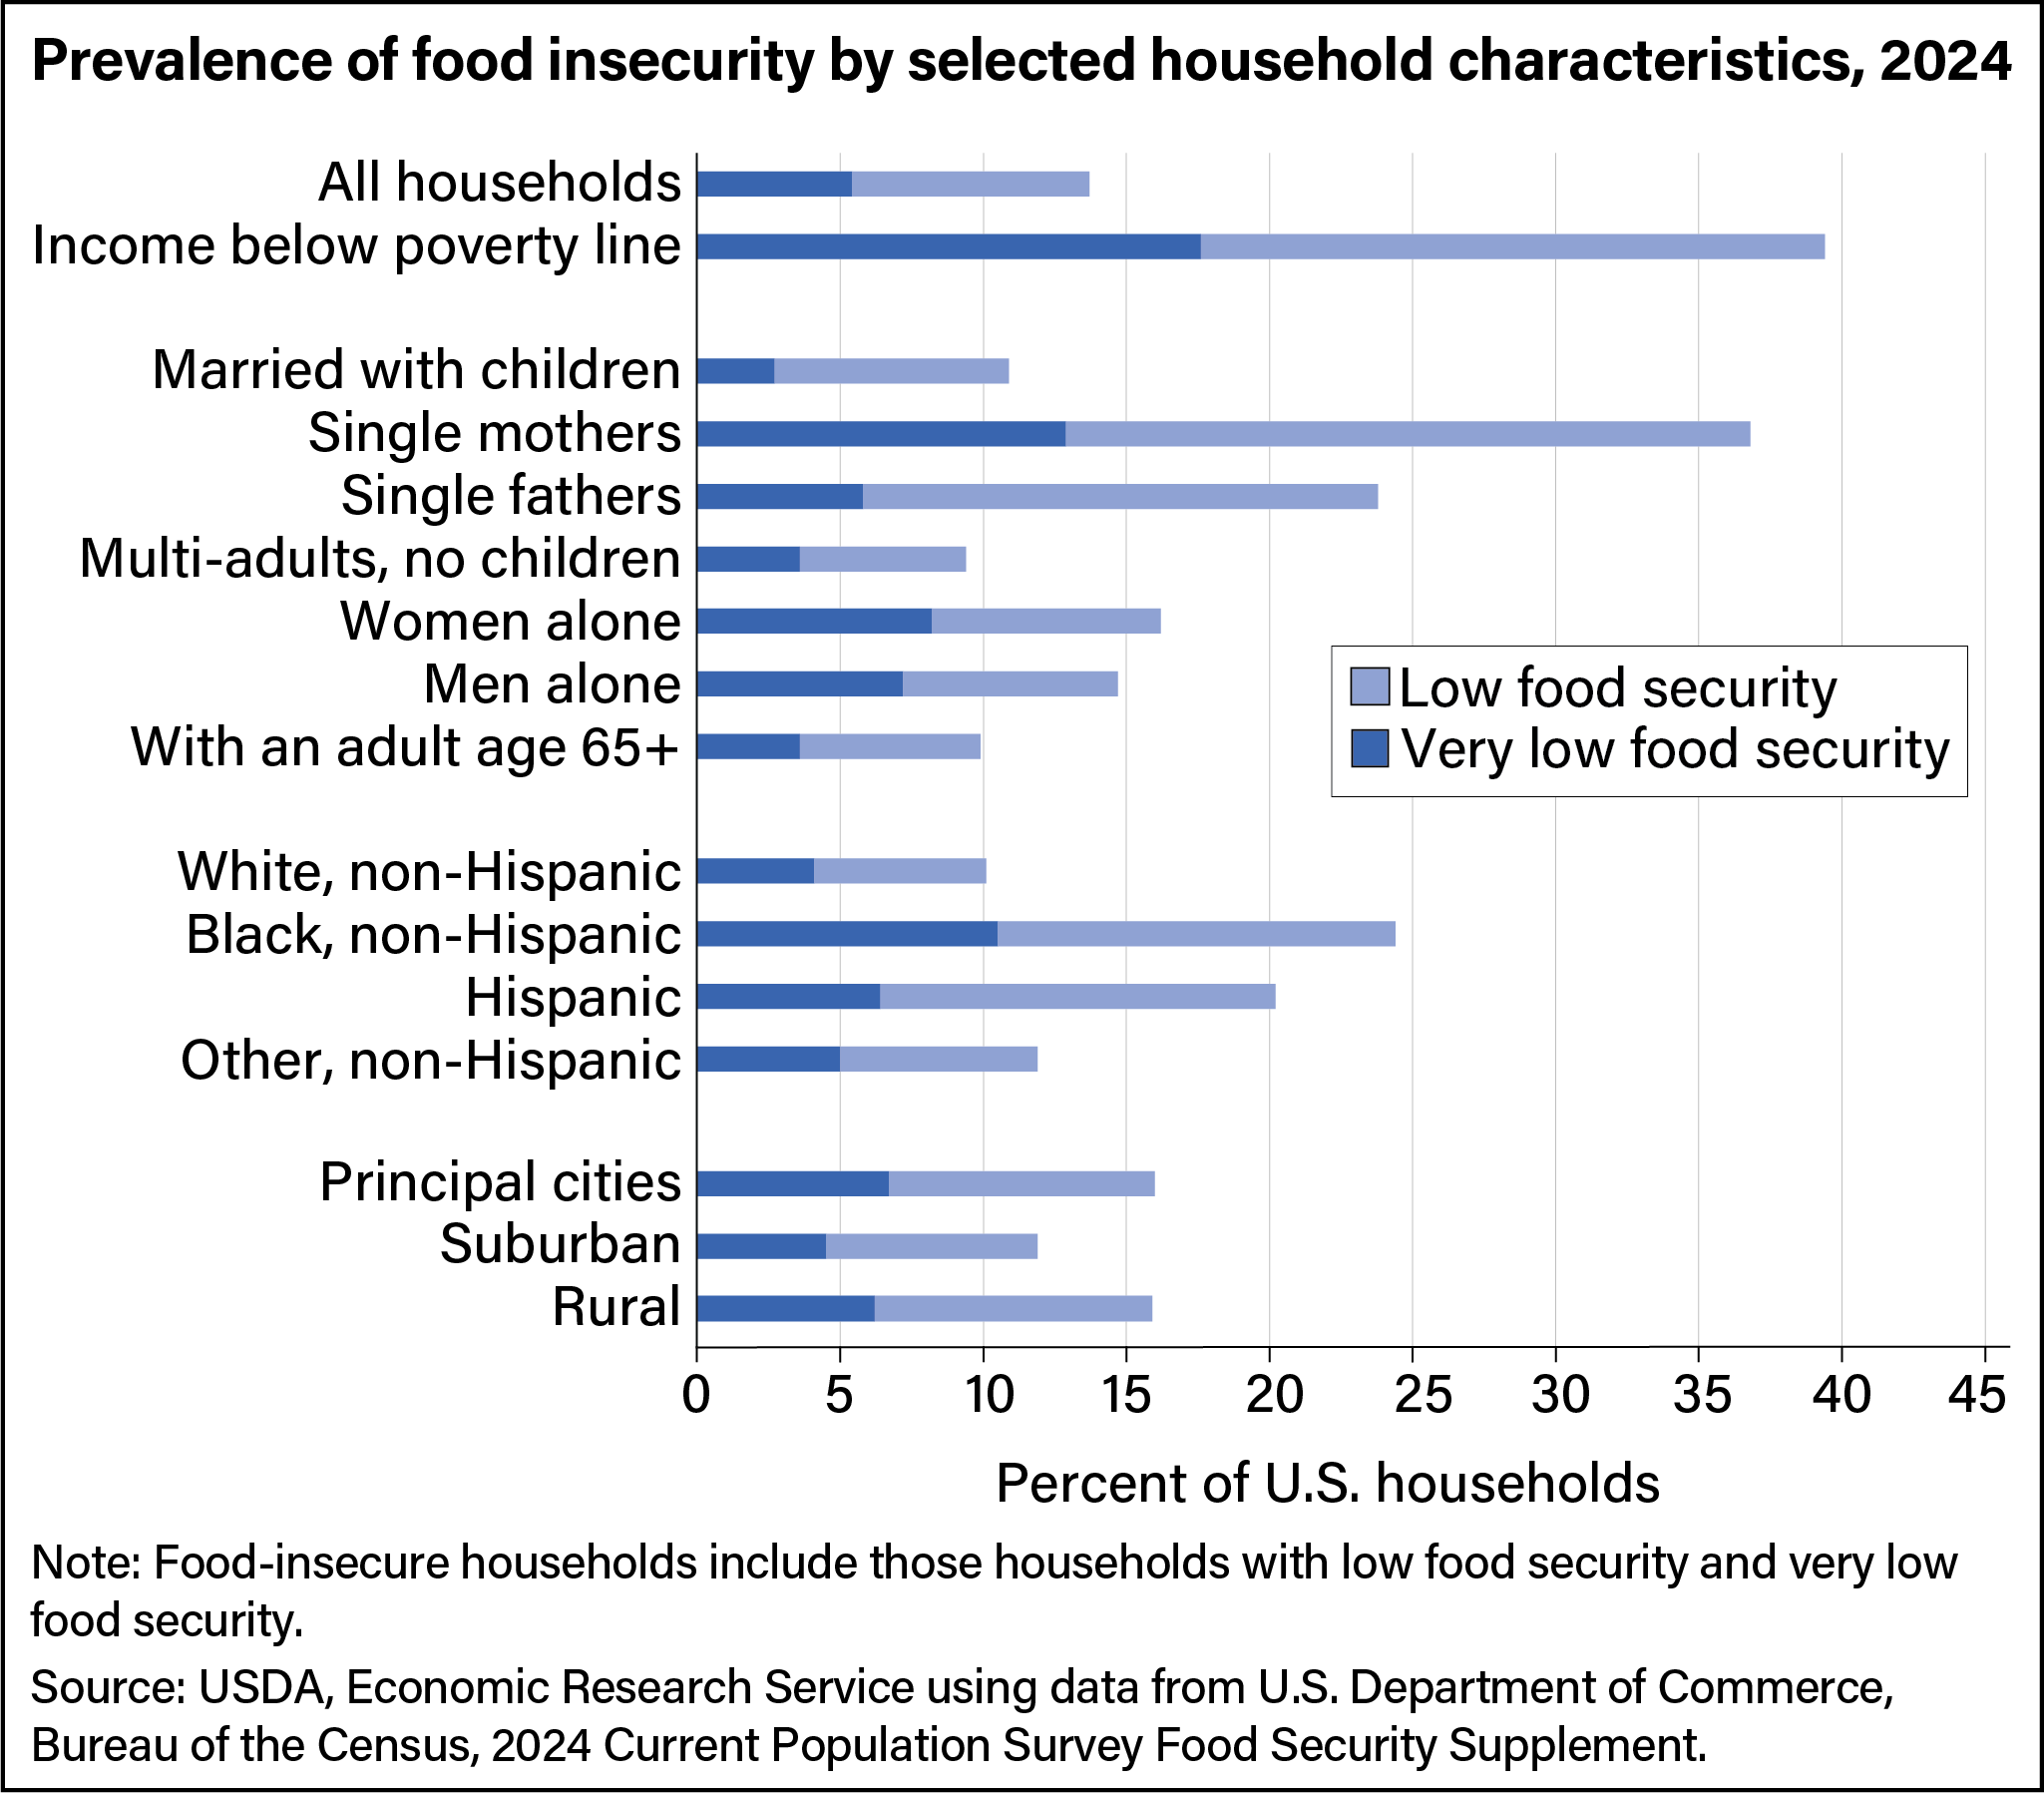 Prevalence of food insecurity by selected household characteristics, 2024
All households
Income below poverty line
Married with children
Single mothers
Single fathers
Multi-adults, no children
Women alone
Men alone
With an adult age 65+
White, non-Hispanic
Black, non-Hispanic
Hispanic
Other, non-Hispanic
Principal cities
Suburban
Rural
Low food security
Very low food security
0 5 10 15 20 25 30 35 40 45
Percent of U.S. households
Note: Food-insecure households include those households with low food security and very low
food security.
Source: USDA, Economic Research Service using data from U.S. Department of Commerce,
Bureau of the Census, 2024 Current Population Survey Food Security Supplement.